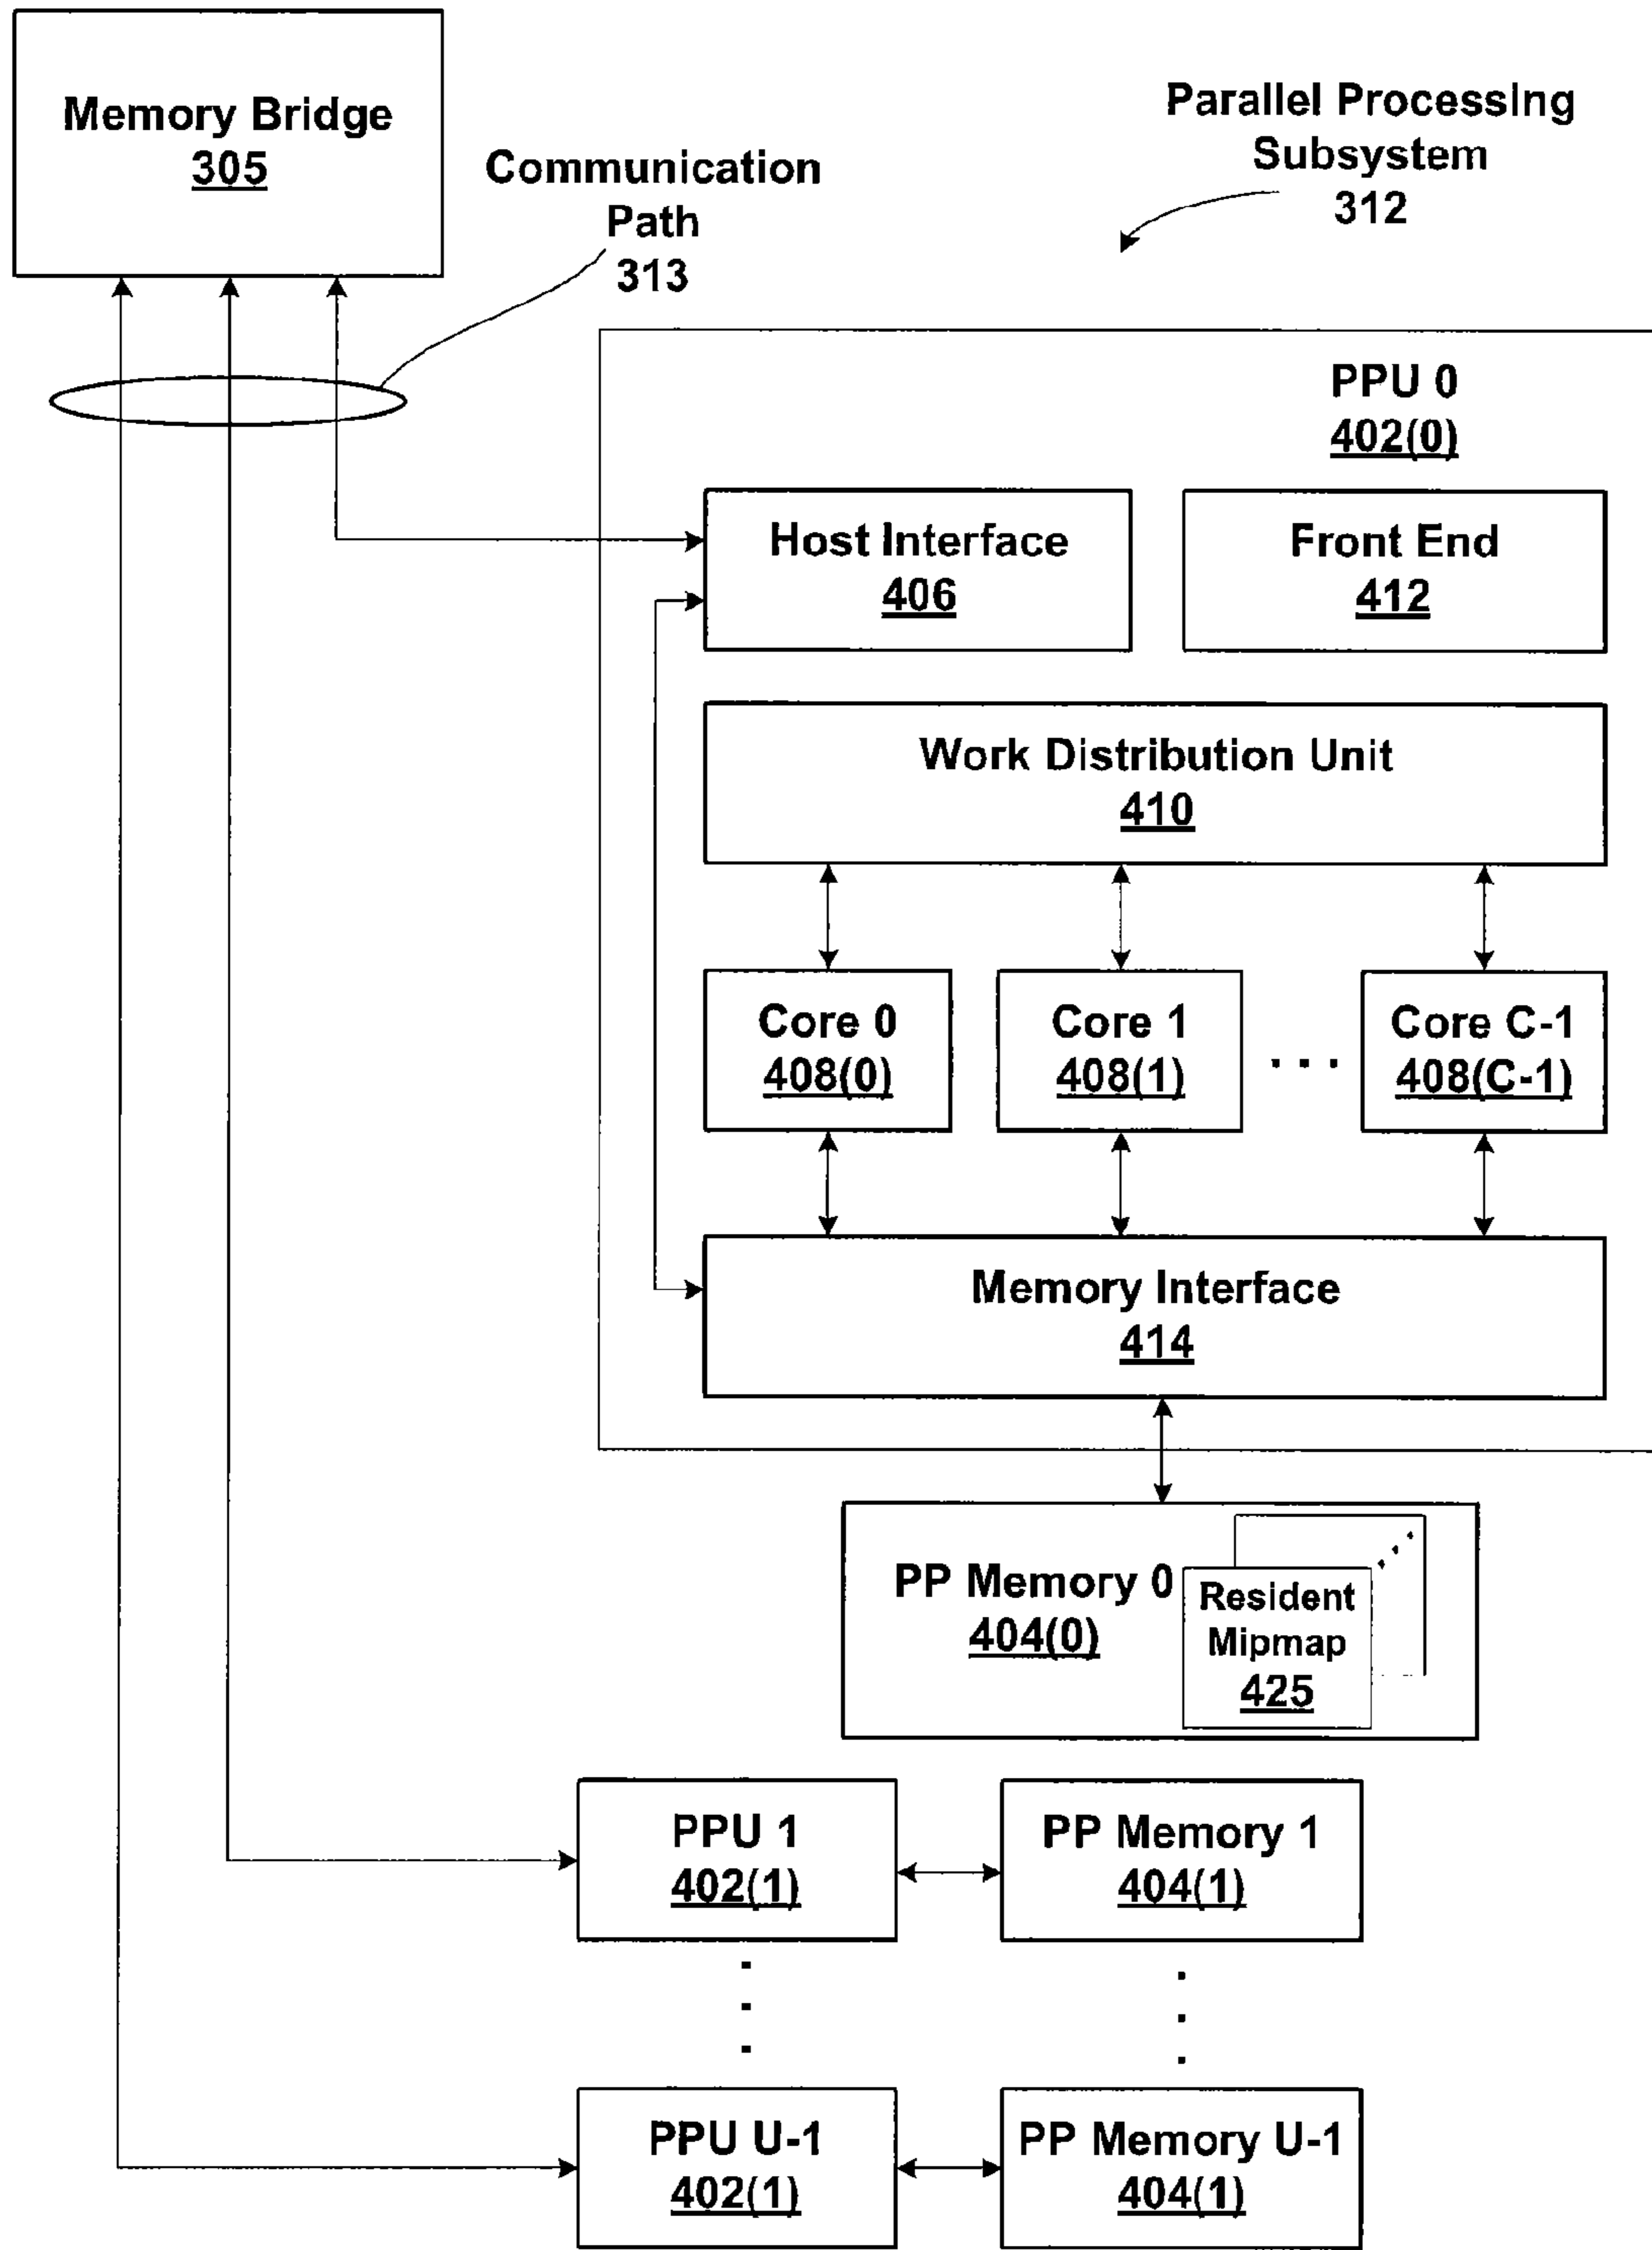 Memory Bridge
305
Communication
Path
313
Parallel Processing
Subsystem
312
PPU 0
402(0)
Host Interface
406
Front End
412
Work Distribution Unit
410
Core 0
408(0)
Core 1
408(1)
. . .
Core C-1
408(C-1)
Memory Interface
414
PP Memory 0
404(0)
Resident
Mipmap
425
PPU 1
402(1)
PP Memory 1
404(1)
PPU U-1
402(1)
PP Memory U-1
404(1)